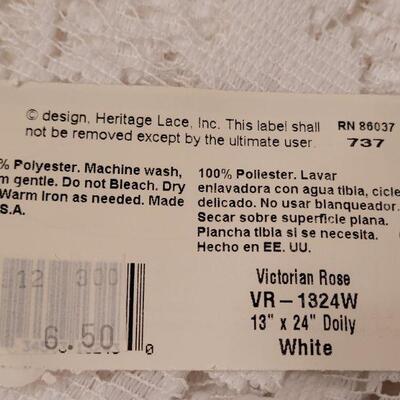 © design, Heritage Lace, Inc. This label shall
not be removed except by the ultimate user.
RN 86037
737
% Polyester. Machine wash,
m gentle. Do not Bleach. Dry
Warm Iron as needed. Made
S.A.
100% Poliester. Lavar
enlavadora con agua tibia, cicle
delicado. No usar blanqueador.
Secar sobre superficie plana.
Plancha tibia si se necesita.
Hecho en EE. UU.
12 300
6.50
0
Victorian Rose
VR-1324W
13" x 24" Doily
White